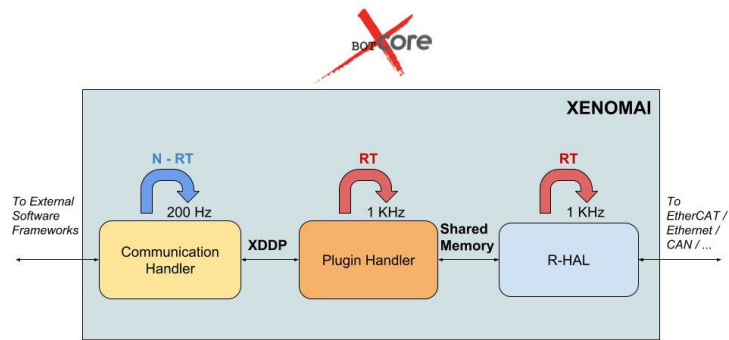 BOT
Xcore
XENOMAI
N - RT
RT
RT
200 Hz
1 KHz
1 KHz
To External
Software
Frameworks
Communication
Handler
XDDP
Plugin Handler
Shared
Memory
R-HAL
To
EtherCAT /
Ethernet /
CAN / ...